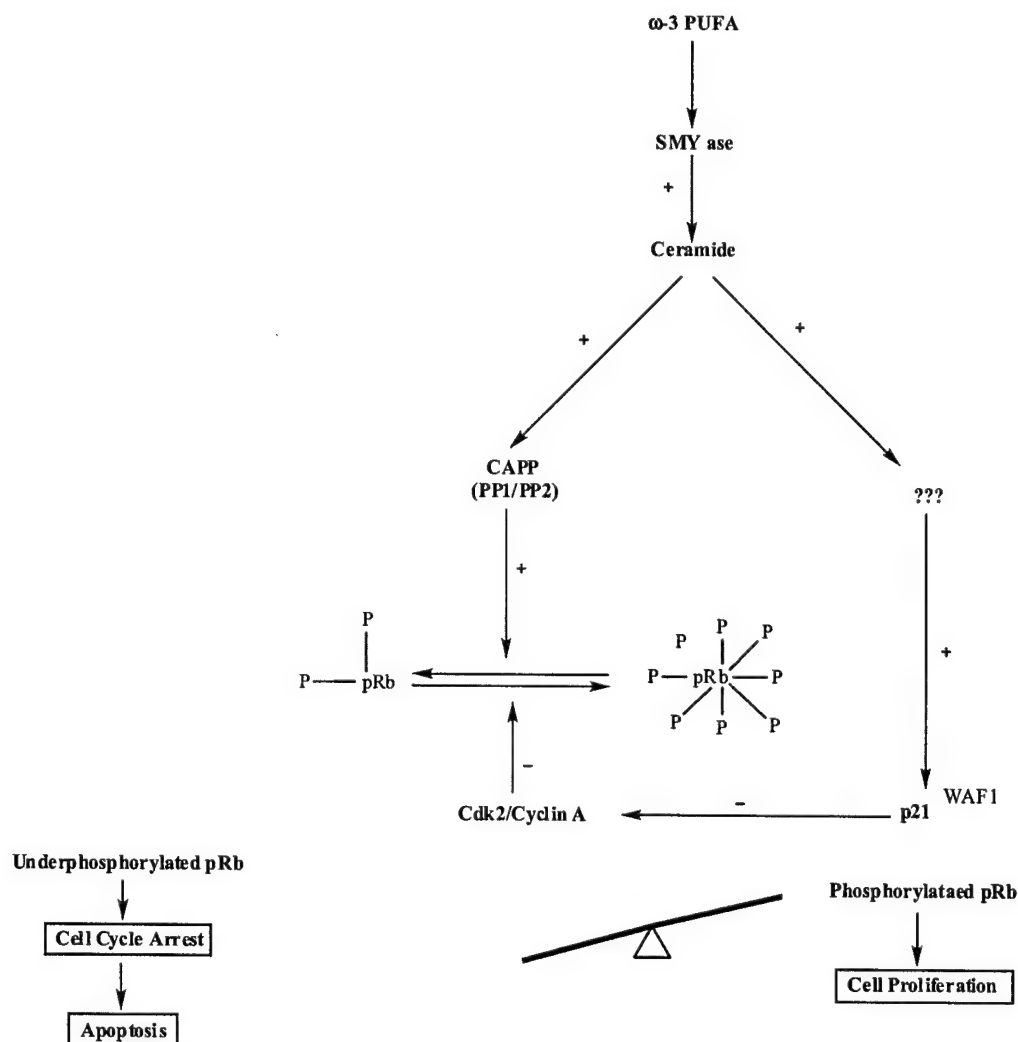 ω-3 PUFA
SMY ase
+
Ceramide
+
+
CAPP
(PP1/PP2)
???
+
P
P
pRb
P
P
P
P
pRb
P
P
P
P
+
−
Cdk2/Cyclin A
−
p21
WAF1
Underphosphorylated pRb
Cell Cycle Arrest
Apoptosis
Phosphorylataed pRb
Cell Proliferation